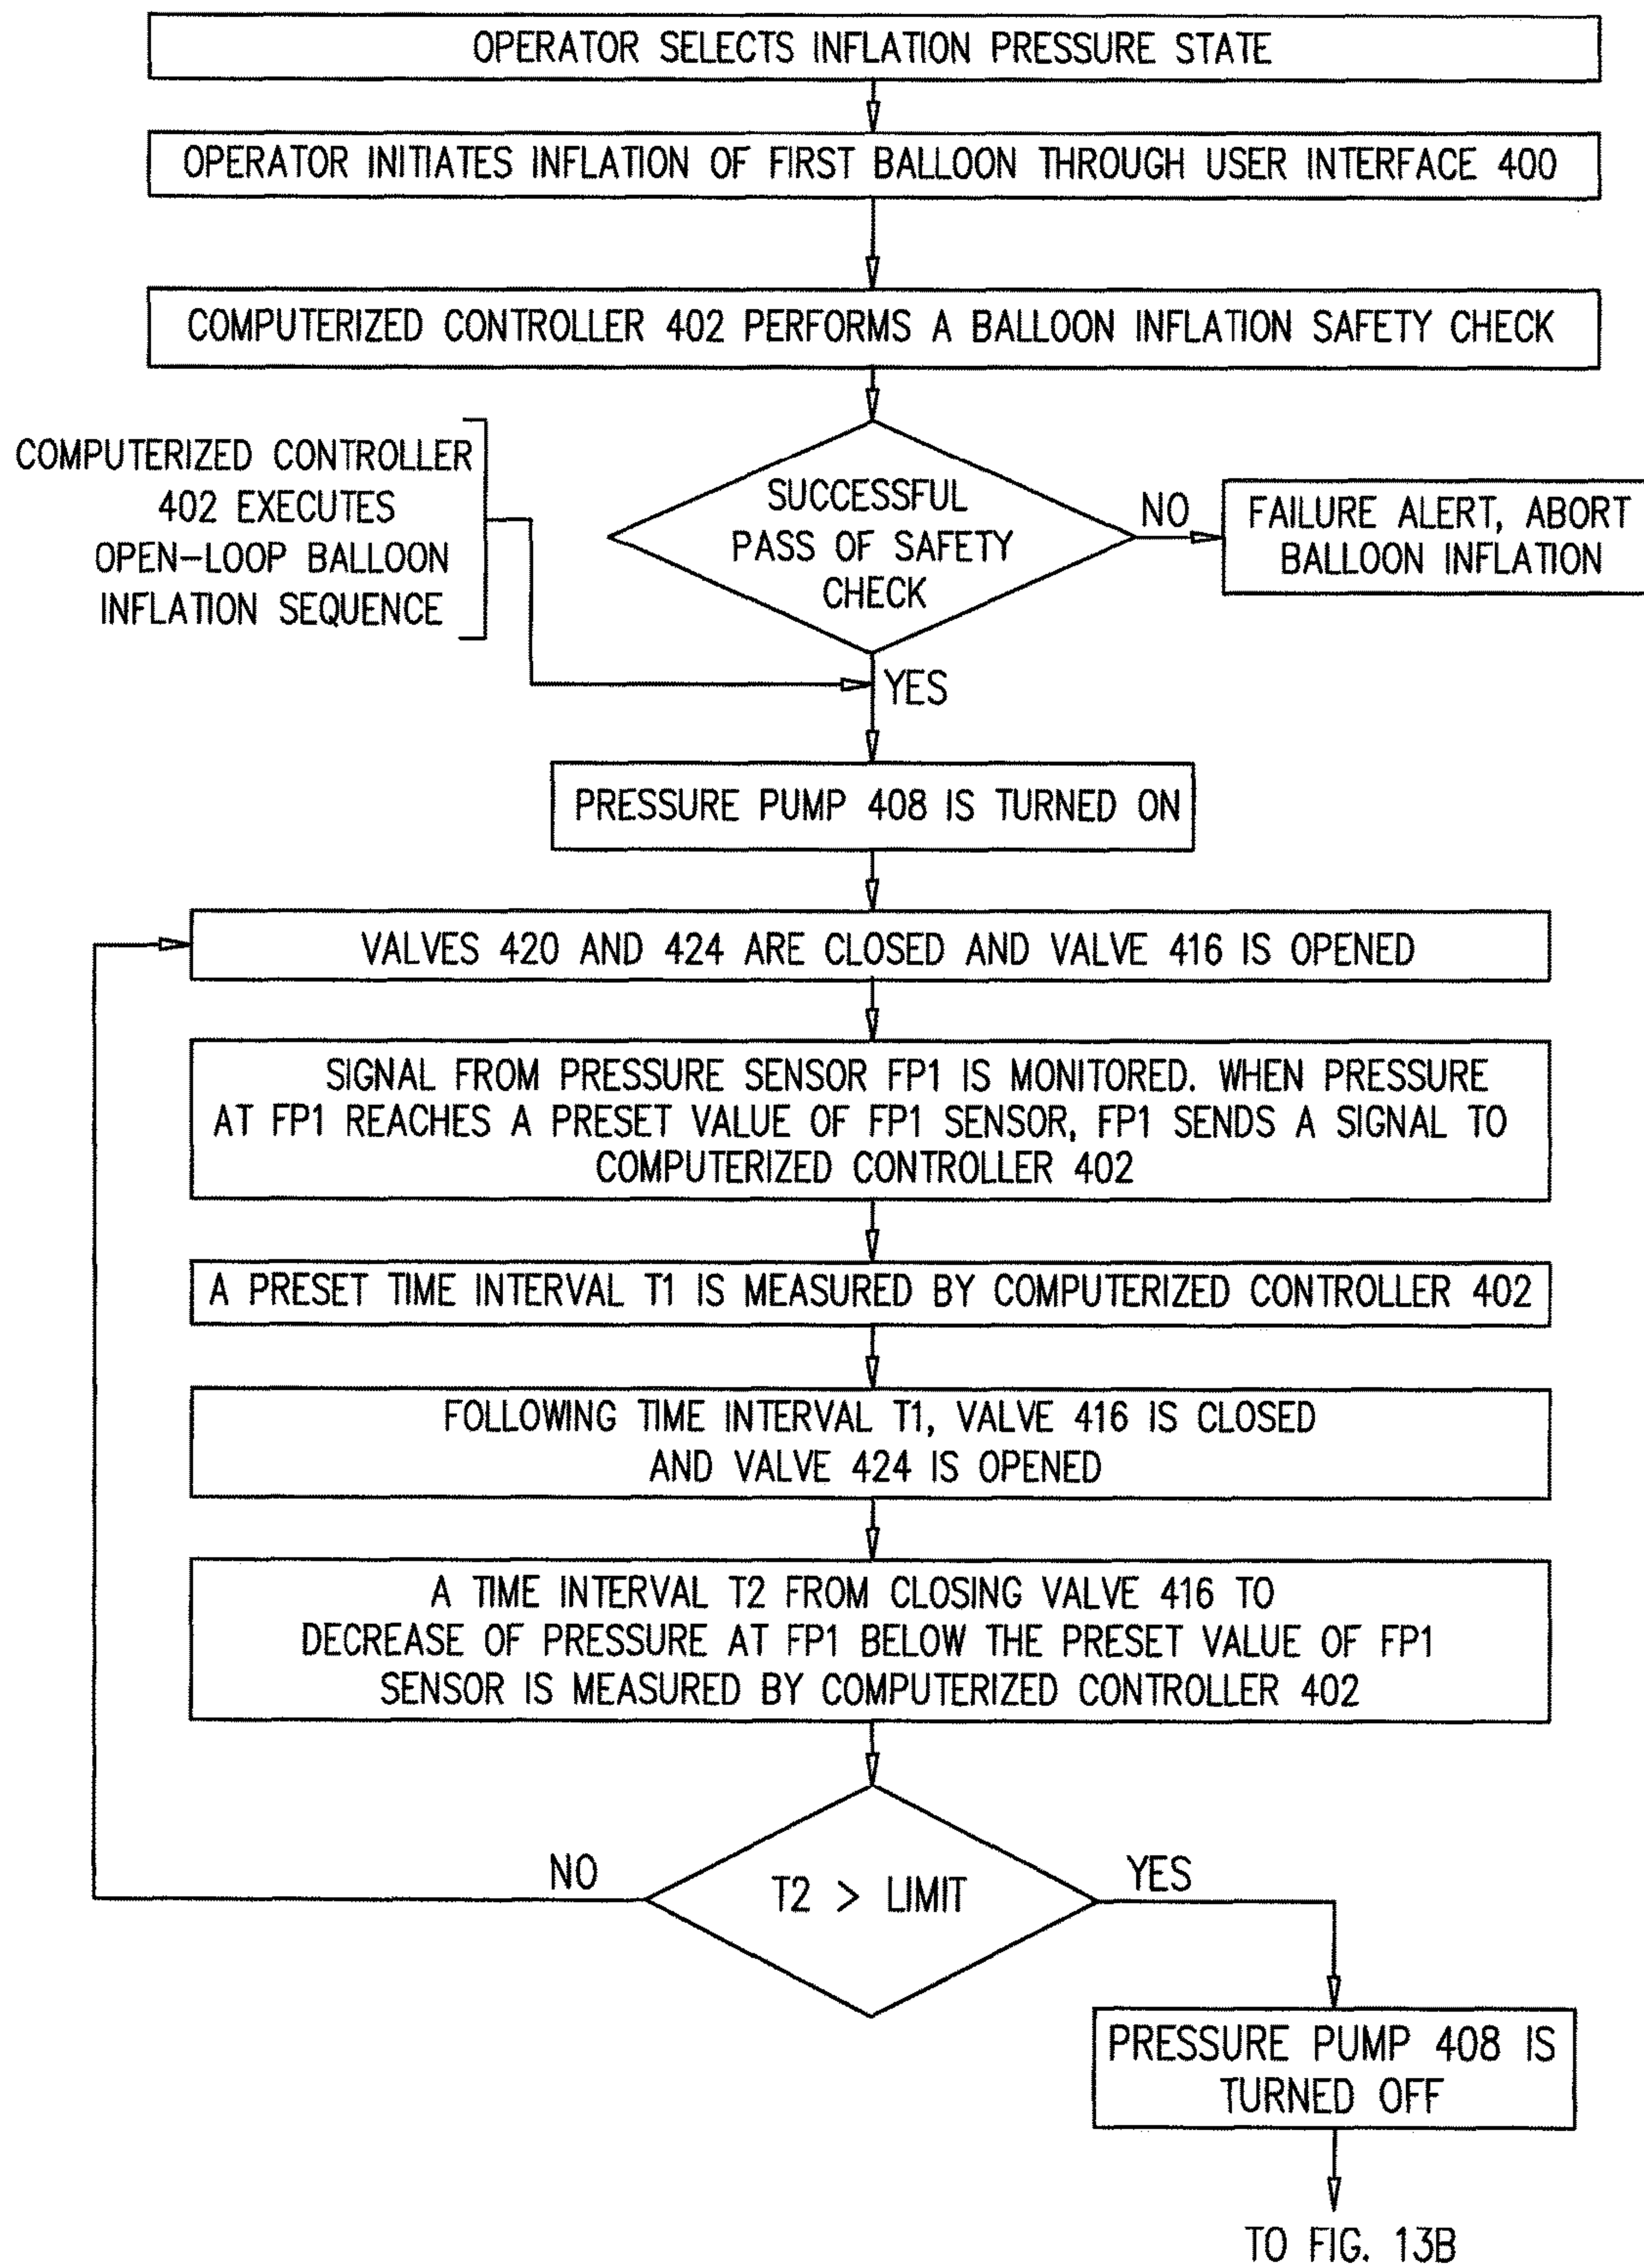 OPERATOR SELECTS INFLATION PRESSURE STATE
OPERATOR INITIATES INFLATION OF FIRST BALLOON THROUGH USER INTERFACE 400
COMPUTERIZED CONTROLLER 402 PERFORMS A BALLOON INFLATION SAFETY CHECK
COMPUTERIZED CONTROLLER
402 EXECUTES
OPEN-LOOP BALLOON
INFLATION SEQUENCE
SUCCESSFUL
PASS OF SAFETY
CHECK
NO
FAILURE ALERT, ABORT
BALLOON INFLATION
YES
PRESSURE PUMP 408 IS TURNED ON
VALVES 420 AND 424 ARE CLOSED AND VALVE 416 IS OPENED
SIGNAL FROM PRESSURE SENSOR FP1 IS MONITORED. WHEN PRESSURE
AT FP1 REACHES A PRESET VALUE OF FP1 SENSOR, FP1 SENDS A SIGNAL TO
COMPUTERIZED CONTROLLER 402
A PRESET TIME INTERVAL T1 IS MEASURED BY COMPUTERIZED CONTROLLER 402
FOLLOWING TIME INTERVAL T1, VALVE 416 IS CLOSED
AND VALVE 424 IS OPENED
A TIME INTERVAL T2 FROM CLOSING VALVE 416 TO
DECREASE OF PRESSURE AT FP1 BELOW THE PRESET VALUE OF FP1
SENSOR IS MEASURED BY COMPUTERIZED CONTROLLER 402
NO
T2 > LIMIT
YES
PRESSURE PUMP 408 IS
TURNED OFF
TO FIG. 13B